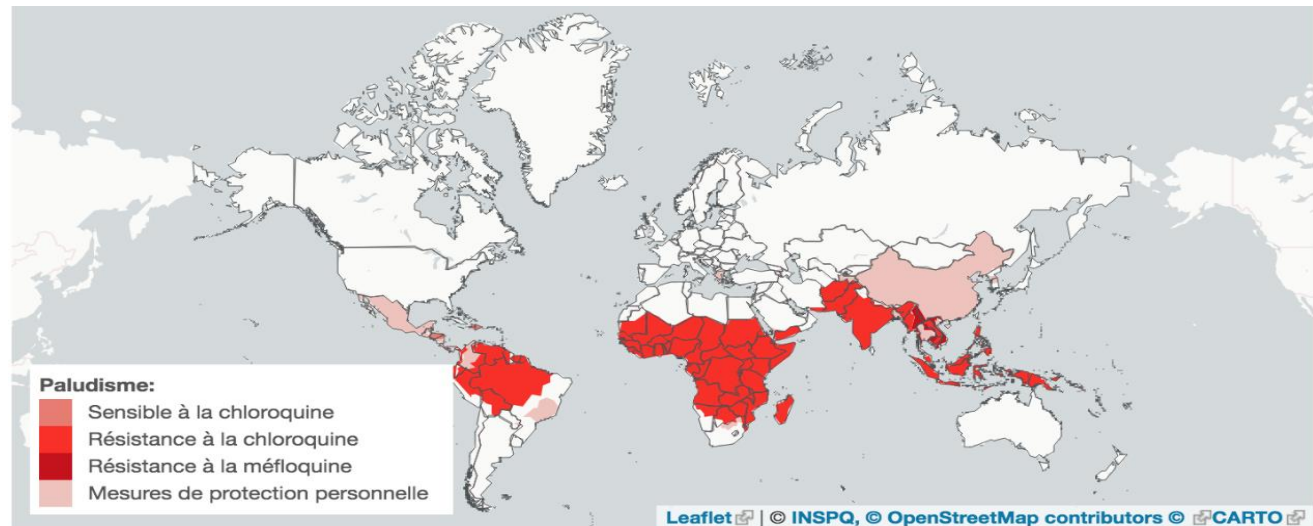 Paludisme:
Sensible à la chloroquine
Résistance à la chloroquine
Résistance à la méfloquine
Mesures de protection personnelle
Leaflet | © INSPQ, © OpenStreetMap contributors © CARTO